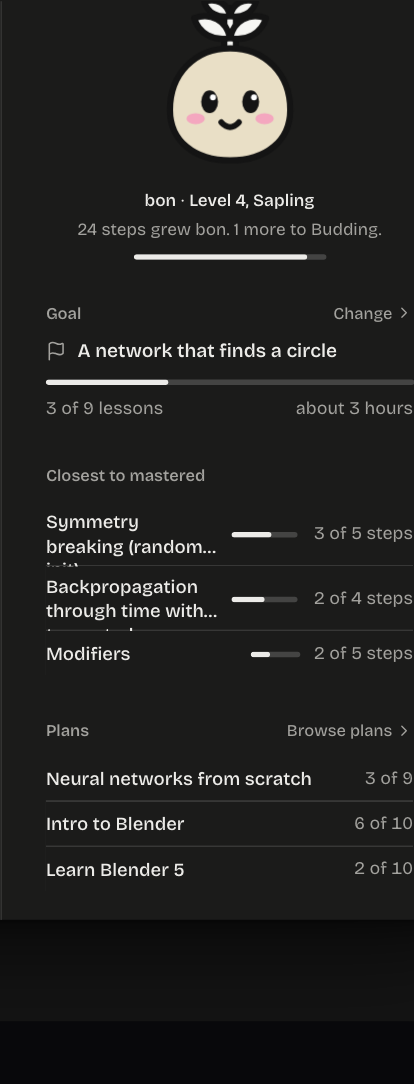 bon · Level 4, Sapling
24 steps grew bon. 1 more to Budding.
Goal
Change
A network that finds a circle
3 of 9 lessons
about 3 hours
Closest to mastered
Symmetry
breaking (random...
3 of 5 steps
Backpropagation
through time with...
2 of 4 steps
Modifiers
2 of 5 steps
Plans
Browse plans
Neural networks from scratch
3 of 9
Intro to Blender
6 of 10
Learn Blender 5
2 of 10